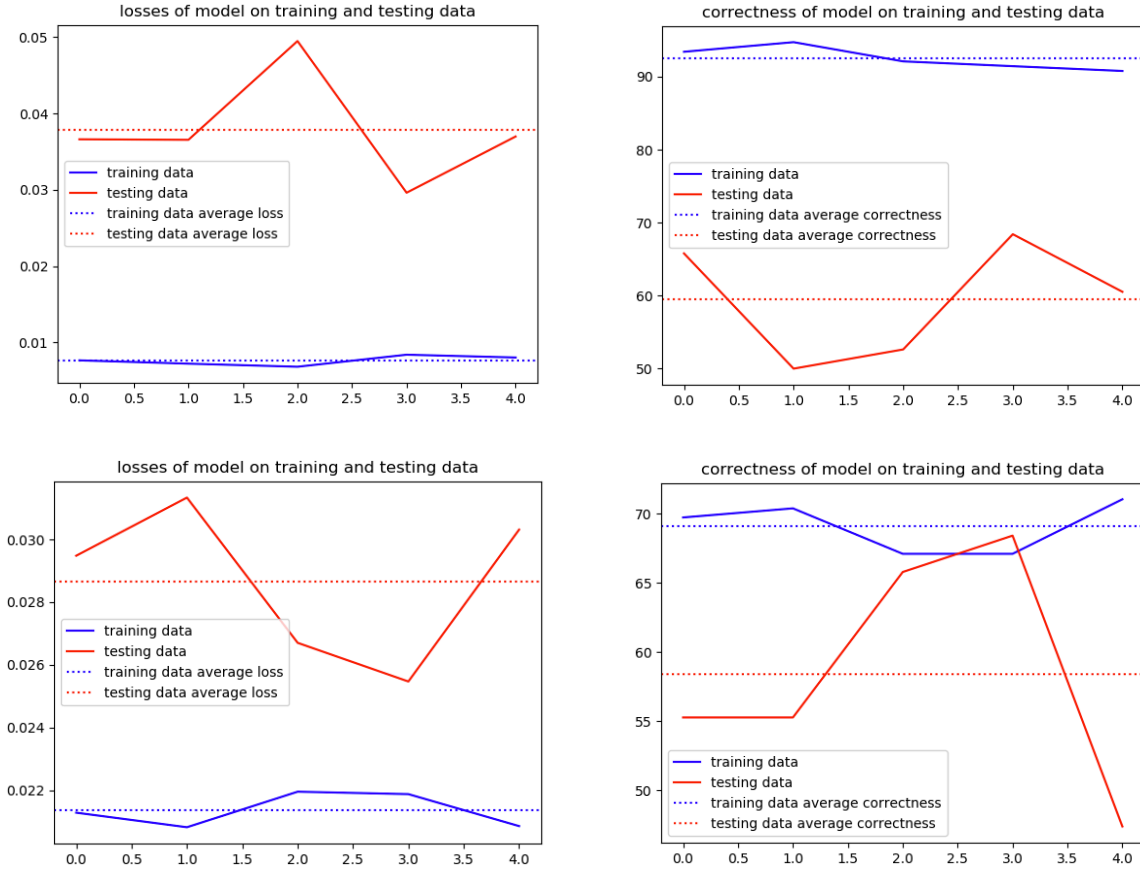 losses of model on training and testing data
0.05
0.04
0.03
0.02
0.01
training data
testing data
training data average loss
testing data average loss
0.0 0.5 1.0 1.5 2.0 2.5 3.0 3.5 4.0
correctness of model on training and testing data
90
80
70
60
50
training data
testing data
training data average correctness
testing data average correctness
0.0 0.5 1.0 1.5 2.0 2.5 3.0 3.5 4.0
losses of model on training and testing data
0.030
0.028
0.026
0.024
0.022
training data
testing data
training data average loss
testing data average loss
0.0 0.5 1.0 1.5 2.0 2.5 3.0 3.5 4.0
correctness of model on training and testing data
70
65
60
55
50
training data
testing data
training data average correctness
testing data average correctness
0.0 0.5 1.0 1.5 2.0 2.5 3.0 3.5 4.0